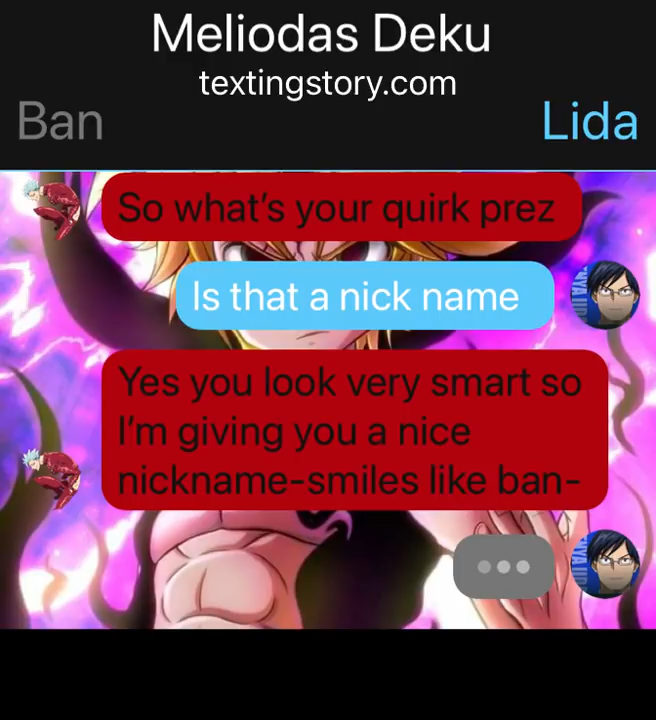 Meliodas Deku
textingstory.com
Ban
Lida
So what's your quirk prez
Is that a nick name
Yes you look very smart so
I'm giving you a nice
nickname-smiles like ban-